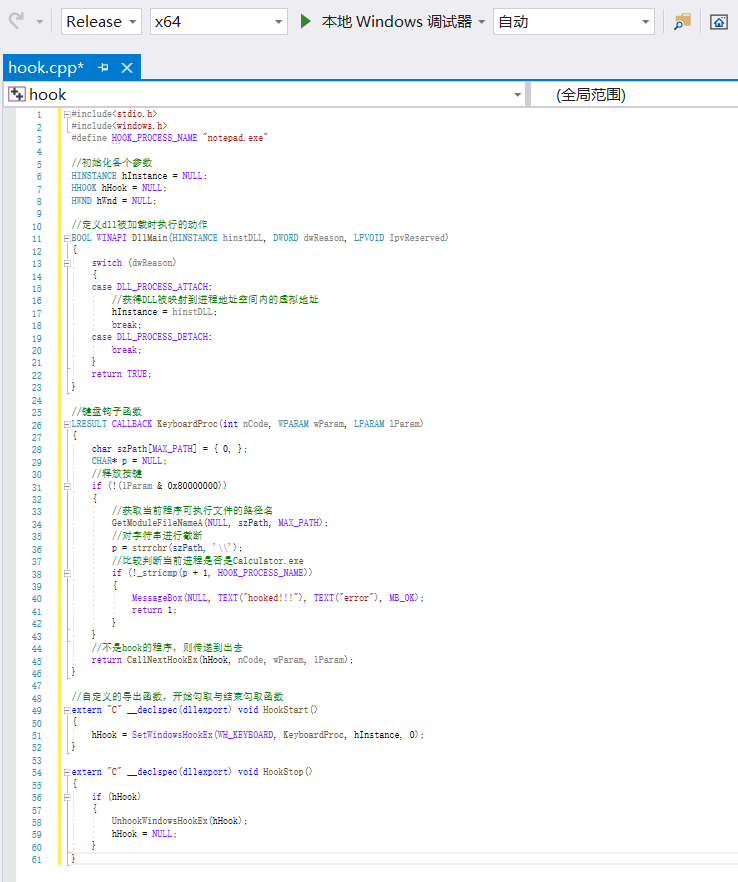 Release x64 本地 Windows 调试器 自动
hook.cpp*
hook (全局范围)
1 #include<stdio.h>
2 #include<windows.h>
3 #define HOOK_PROCESS_NAME "notepad.exe"
4
5 //初始化各个参数
6 HINSTANCE hInstance = NULL;
7 HHOOK hHook = NULL;
8 HWND hWnd = NULL;
9
10 //定义dll被加载时执行的动作
11 BOOL WINAPI DllMain(HINSTANCE hinstDLL, DWORD dwReason, LPVOID IpvReserved)
12 {
13 switch (dwReason)
14 {
15 case DLL_PROCESS_ATTACH:
16 //获得DLL被映射到进程地址空间内的虚拟地址
17 hInstance = hinstDLL;
18 break;
19 case DLL_PROCESS_DETACH:
20 break;
21 }
22 return TRUE;
23 }
24
25 //键盘钩子函数
26 LRESULT CALLBACK KeyboardProc(int nCode, WPARAM wParam, LPARAM lParam)
27 {
28 char szPath[MAX_PATH] = { 0, };
29 CHAR* p = NULL;
30 //释放按键
31 if (!(lParam & 0x80000000))
32 {
33 //获取当前程序可执行文件的路径名
34 GetModuleFileNameA(NULL, szPath, MAX_PATH);
35 //对字符串进行截断
36 p = strrchr(szPath, '\\');
37 //比较判断当前进程是否是Calculator.exe
38 if (!_stricmp(p + 1, HOOK_PROCESS_NAME))
39 {
40 MessageBox(NULL, TEXT("hooked!!!"), TEXT("error"), MB_OK);
41 return 1;
42 }
43 }
44 //不是hook的程序，则传递到出去
45 return CallNextHookEx(hHook, nCode, wParam, lParam);
46 }
47
48 //自定义的导出函数，开始勾取与结束勾取函数
49 extern "C" __declspec(dllexport) void HookStart()
50 {
51 hHook = SetWindowsHookEx(WH_KEYBOARD, KeyboardProc, hInstance, 0);
52 }
53
54 extern "C" __declspec(dllexport) void HookStop()
55 {
56 if (hHook)
57 {
58 UnhookWindowsHookEx(hHook);
59 hHook = NULL;
60 }
61 }